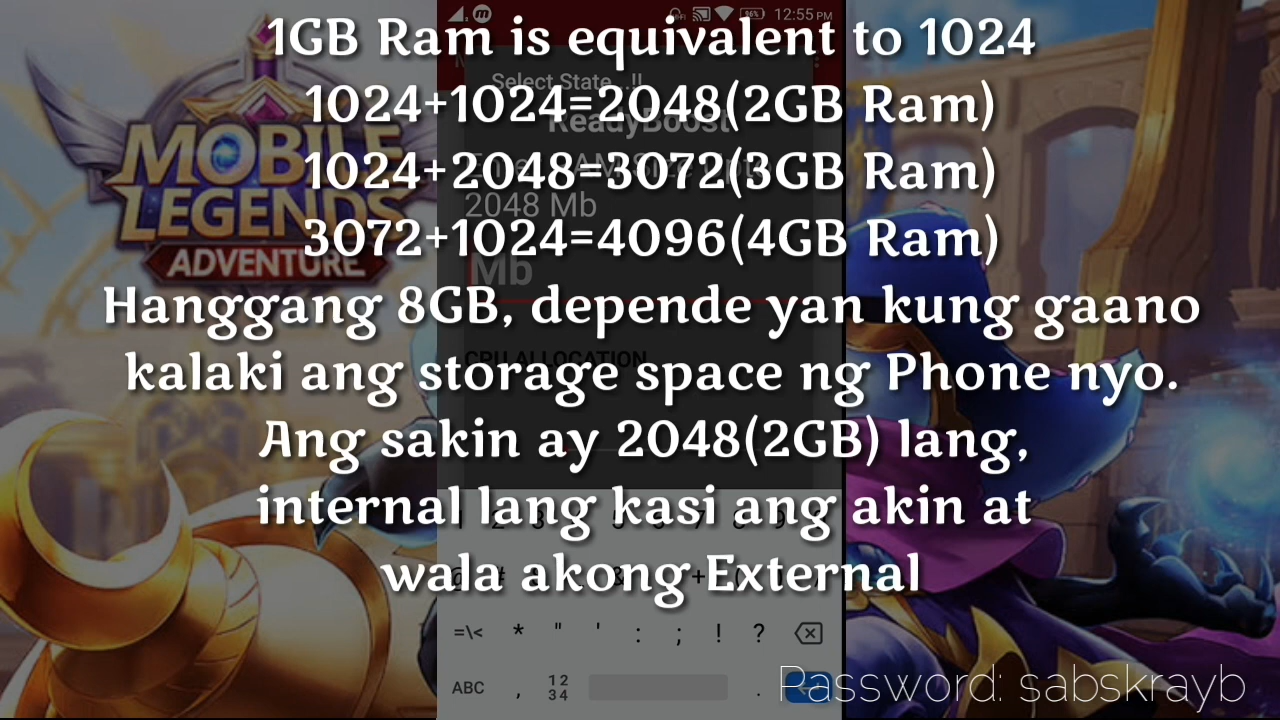 12:55 PM
1GB Ram is equivalent to 1024
Select State...!!
1024+1024=2048(2GB Ram)
ReadyBoost
MOBILE
LEGENDS
ADVENTURE
1024+2048=3072(3GB Ram)
2048 Mb
3072+1024=4096(4GB Ram)
Mb
Hanggang 8GB, depende yan kung gaano
CPU ALLOCATION
kalaki ang storage space ng Phone nyo.
Ang sakin ay 2048(2GB) lang,
internal lang kasi ang akin at
wala akong External
=\< * " ' : ; ! ?
ABC , 12 34 .
Password: sabskrayb